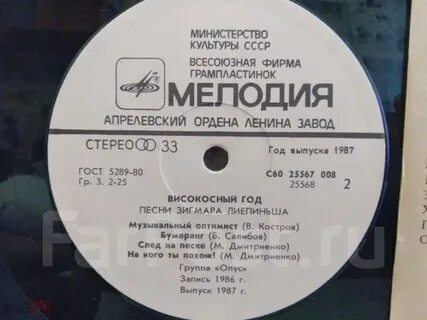 МИНИСТЕРСТВО
КУЛЬТУРЫ СССР
ВСЕСОЮЗНАЯ ФИРМА
ГРАМПЛАСТИНОК
МЕЛОДИЯ
АПРЕЛЕВСКИЙ ОРДЕНА ЛЕНИНА ЗАВОД
СТЕРЕО 33
Год выпуска 1987
ГОСТ 5289-80
Гр. 3. 2-25
С60 25567 008
25568
2
ВИСОКОСНЫЙ ГОД
ПЕСНИ ЗИГМАРА ЛИЕПИНЬША
Музыкальный оптимист (В. Костров)
Бумеранг (Б. Салибов)
След на песке (М. Дмитриенко)
На кого ты похож! (М. Дмитриенко)
Группа «Опус»
Запись 1986 г.
Выпуск 1987 г.